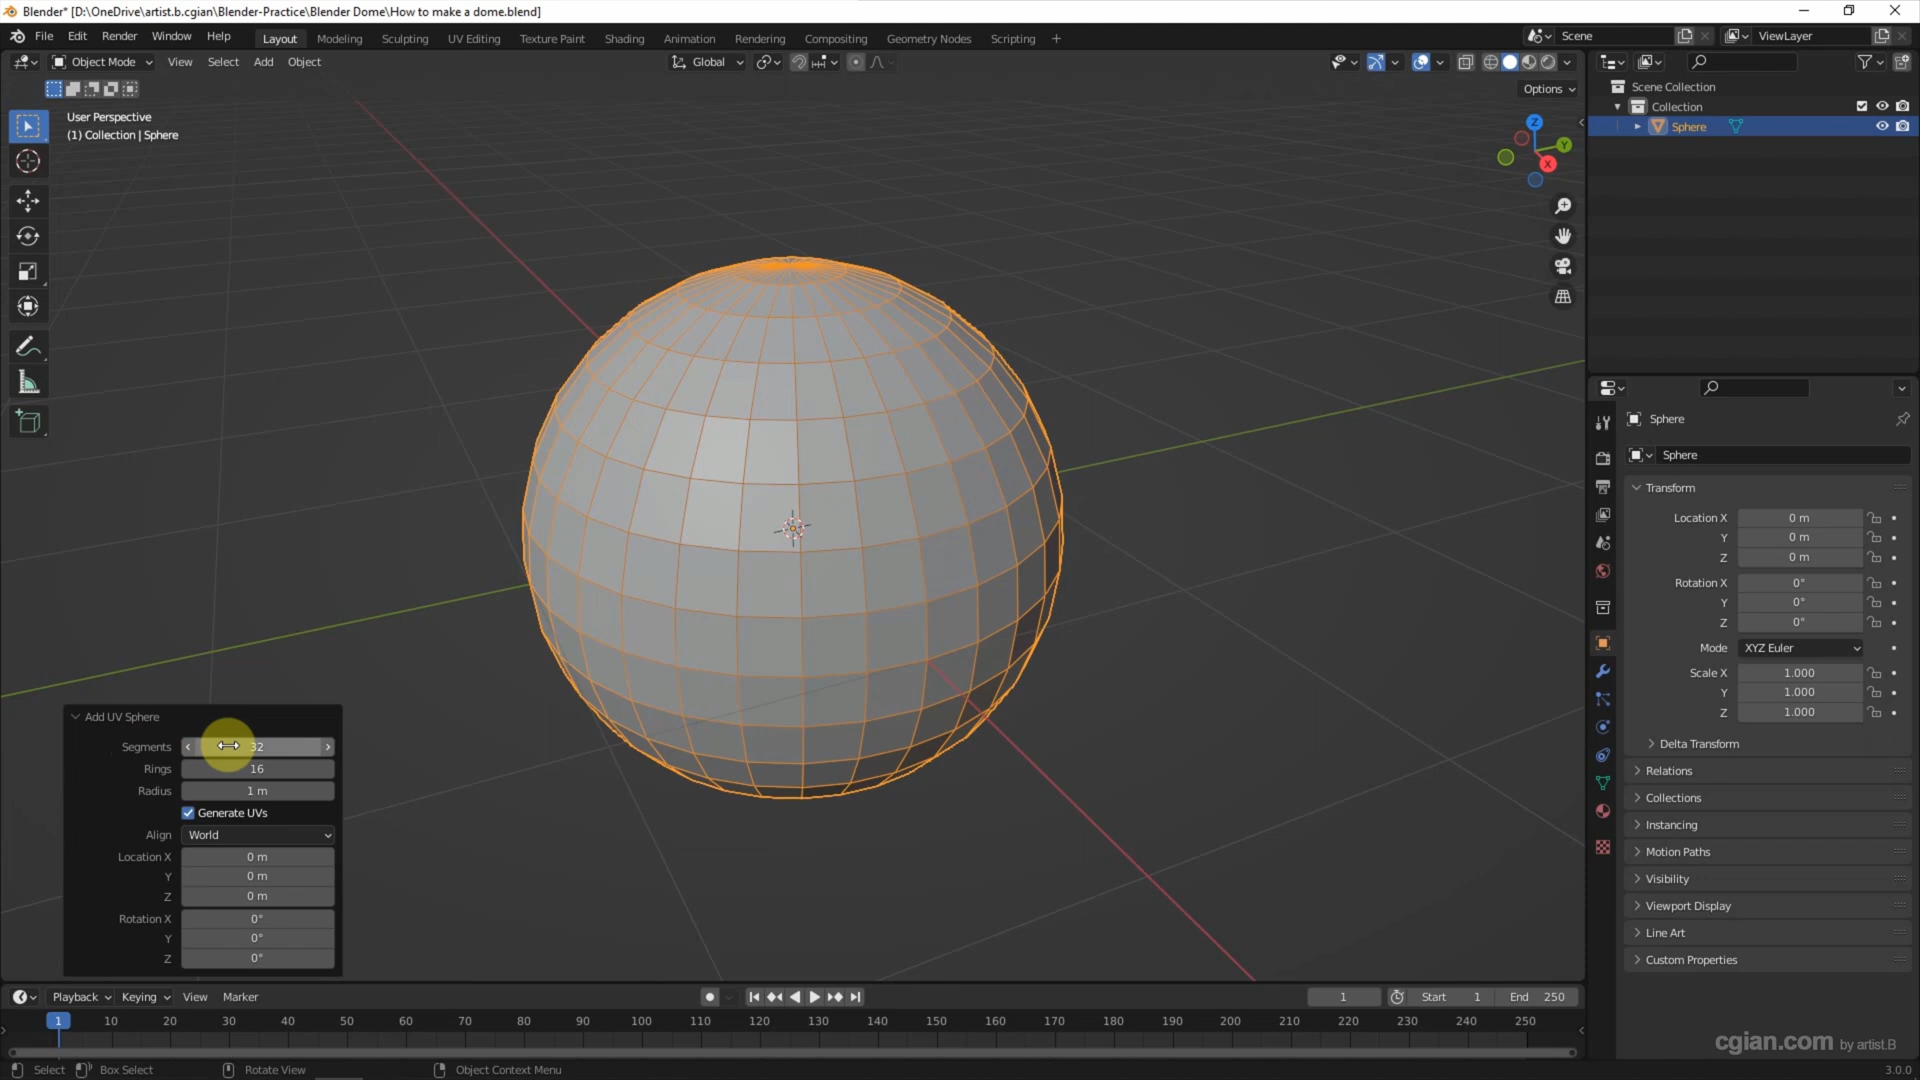 Blender* [D:\OneDrive\artist.b.cgian\Blender-Practice\Blender Dome\How to make a dome.blend]
File Edit Render Window Help Layout Modeling Sculpting UV Editing Texture Paint Shading Animation Rendering Compositing Geometry Nodes Scripting + Scene ViewLayer
Object Mode View Select Add Object Global
Options
User Perspective
(1) Collection | Sphere
Z
Y
X
Scene Collection
Collection
Sphere
Sphere
Sphere
Transform
Location X 0 m
Y 0 m
Z 0 m
Rotation X 0°
Y 0°
Z 0°
Mode XYZ Euler
Scale X 1.000
Y 1.000
Z 1.000
Delta Transform
Relations
Collections
Instancing
Motion Paths
Visibility
Viewport Display
Line Art
Custom Properties
Add UV Sphere
Segments 32
Rings 16
Radius 1 m
Generate UVs
Align World
Location X 0 m
Y 0 m
Z 0 m
Rotation X 0°
Y 0°
Z 0°
Playback Keying View Marker 1 Start 1 End 250
1 10 20 30 40 50 60 70 80 90 100 110 120 130 140 150 160 170 180 190 200 210 220 230 240 250
cgian.com by artist.B
Select Box Select Rotate View Object Context Menu 3.0.0